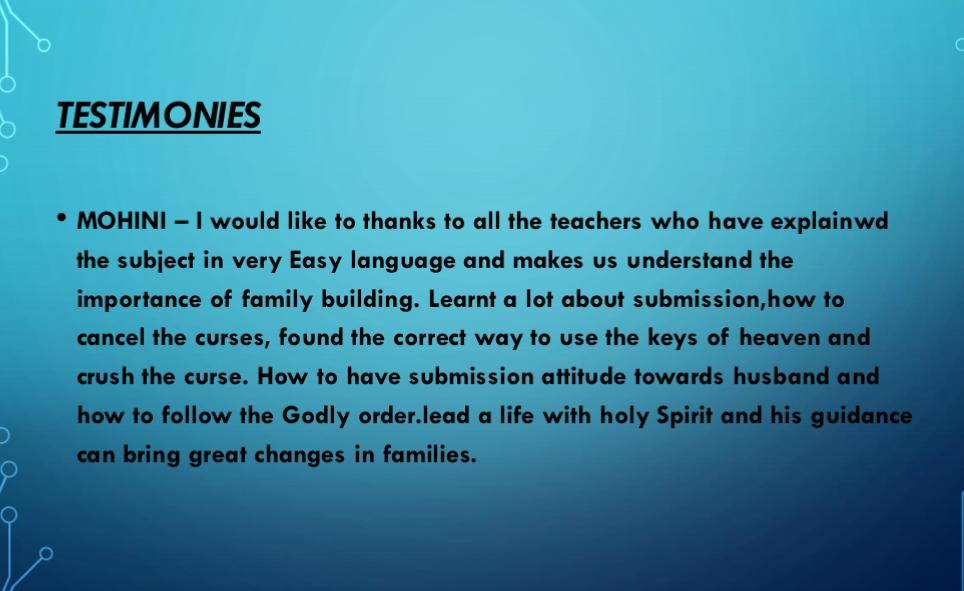 TESTIMONIES
• MOHINI – I would like to thanks to all the teachers who have explainwd
the subject in very Easy language and makes us understand the
importance of family building. Learnt a lot about submission,how to
cancel the curses, found the correct way to use the keys of heaven and
crush the curse. How to have submission attitude towards husband and
how to follow the Godly order.lead a life with holy Spirit and his guidance
can bring great changes in families.